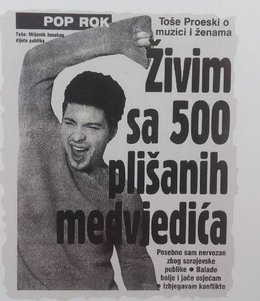 POP ROK
Toše: Miljenik ženskog
dijela publike
Toše Proeski o
muzici i ženama
Živim
sa 500
plišanih
medvjedića
Posebno sam nervozan
zbog sarajevske
publike ● Balade
bolje i jače osjećam
● Izbjegavam konflikte